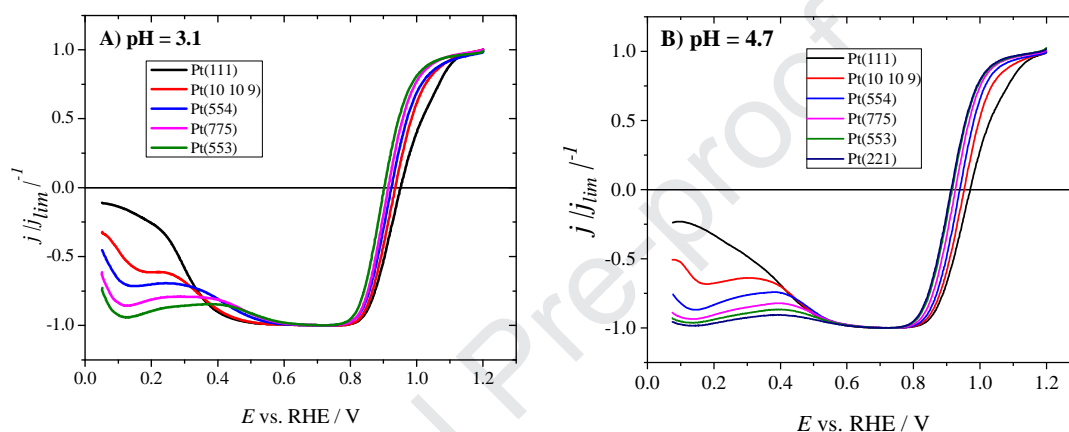 A) pH = 3.1
Pt(111)
Pt(10 10 9)
Pt(554)
Pt(775)
Pt(553)
1.0
0.5
0.0
-0.5
-1.0
j /j_lim /^-1
0.0 0.2 0.4 0.6 0.8 1.0 1.2
E vs. RHE / V
B) pH = 4.7
Pt(111)
Pt(10 10 9)
Pt(554)
Pt(775)
Pt(553)
Pt(221)
1.0
0.5
0.0
-0.5
-1.0
j /j_lim /^-1
0.0 0.2 0.4 0.6 0.8 1.0 1.2
E vs. RHE / V
l Pre-proof